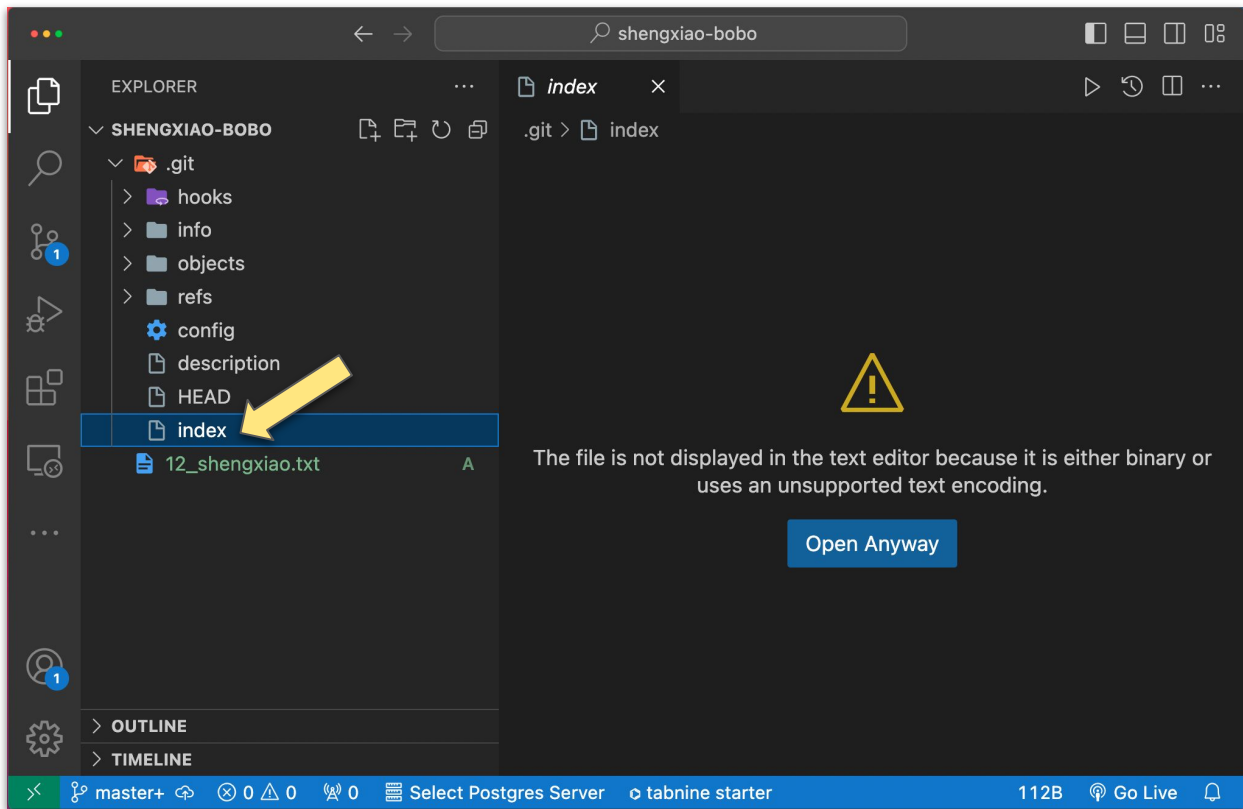 shengxiao-bobo
EXPLORER
index
SHENGXIAO-BOBO
.git > index
.git
hooks
info
objects
refs
config
description
HEAD
index
12_shengxiao.txt A
1
The file is not displayed in the text editor because it is either binary or
uses an unsupported text encoding.
Open Anyway
1
OUTLINE
TIMELINE
master+ 0 0 0 Select Postgres Server tabnine starter 112B Go Live